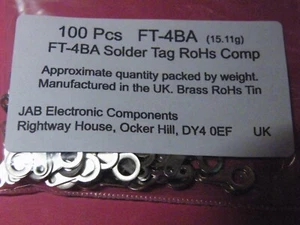 100 Pcs FT-4BA (15.11g)
FT-4BA Solder Tag RoHs Comp
Approximate quantity packed by weight.
Manufactured in the UK. Brass RoHs Tin
JAB Electronic Components
Rightway House, Ocker Hill, DY4 0EF UK